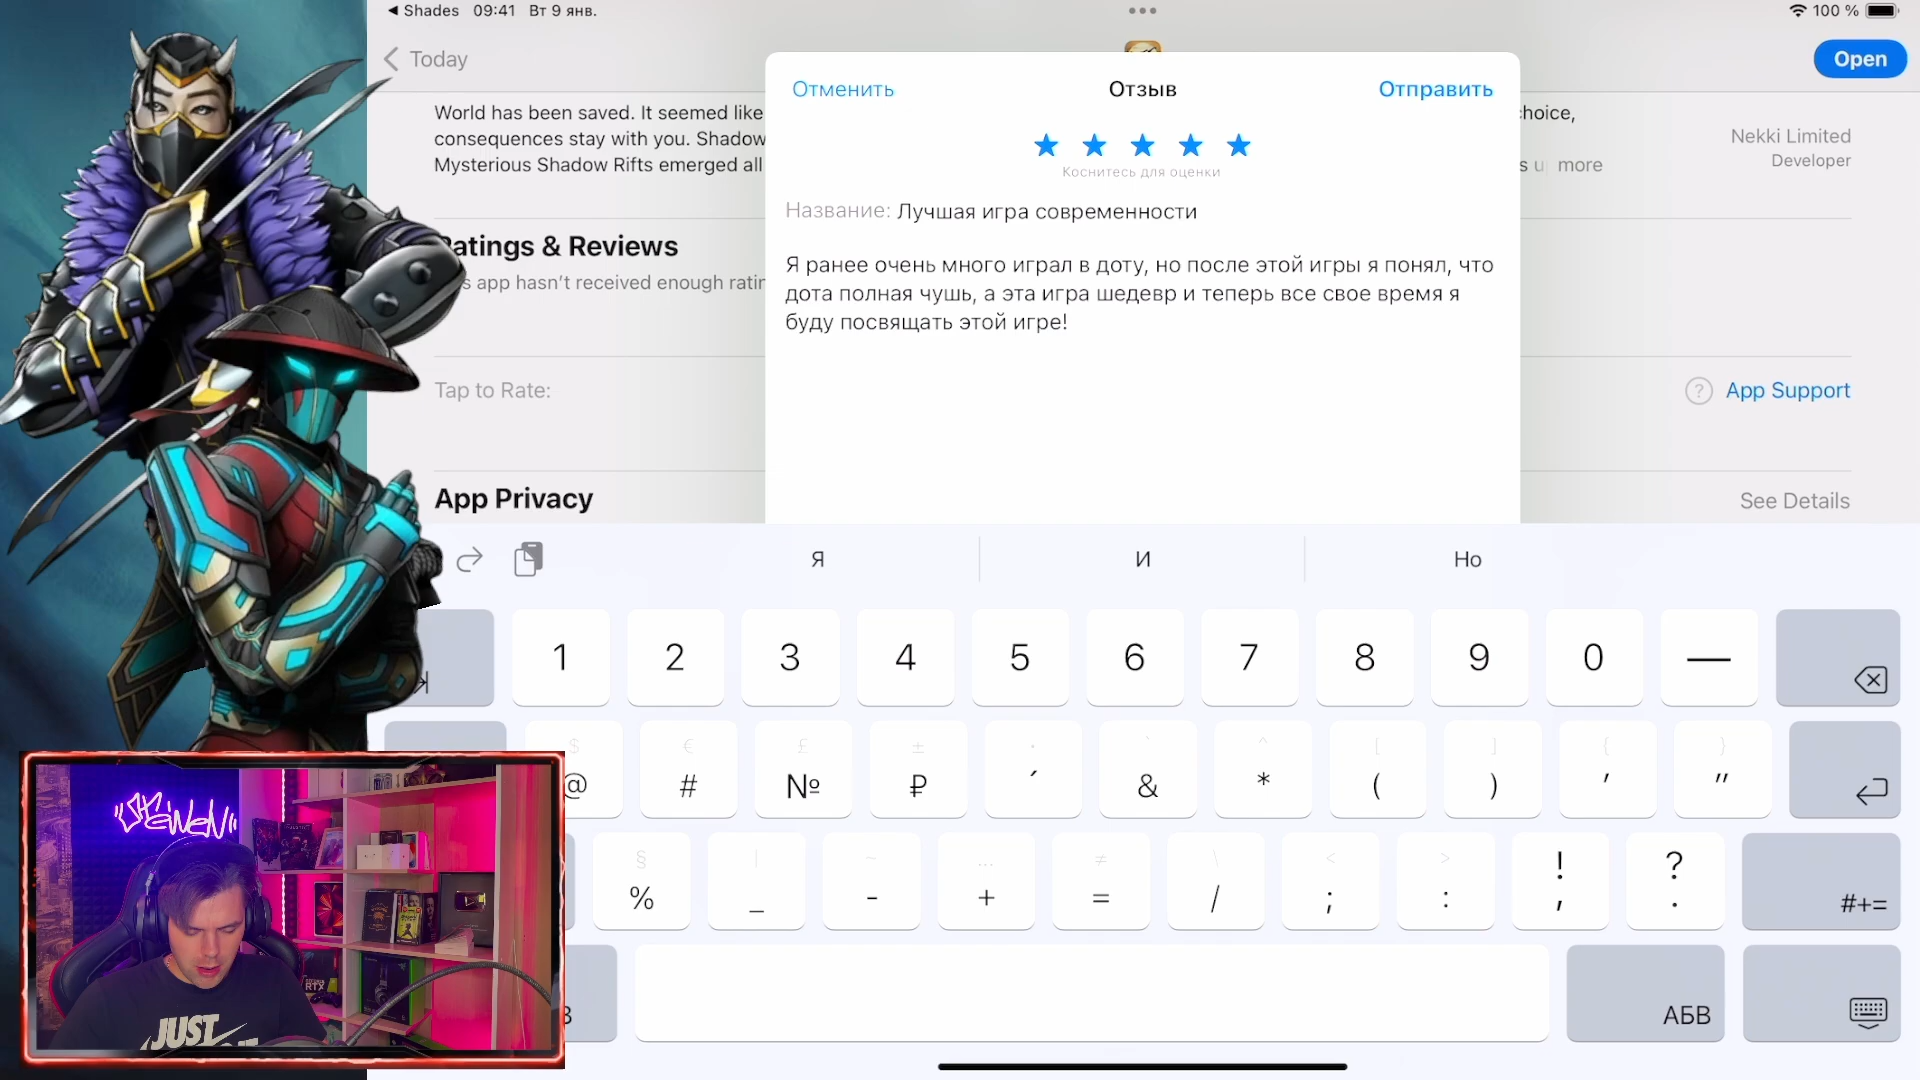 ◀ Shades 09:41 Вт 9 янв.
100 %
Today
Open
World has been saved. It seemed like
choice,
consequences stay with you. Shadow
Mysterious Shadow Rifts emerged all
more
Nekki Limited
Developer
Отменить
Отзыв
Отправить
Коснитесь для оценки
Название: Лучшая игра современности
Я ранее очень много играл в доту, но после этой игры я понял, что
дота полная чушь, а эта игра шедевр и теперь все свое время я
буду посвящать этой игре!
Ratings & Reviews
app hasn't received enough
Tap to Rate:
? App Support
App Privacy
See Details
Я И Но
1 2 3 4 5 6 7 8 9 0 —
$ € £ ± · ` ^ [ ] { }
@ # № ₽ ´ & * ( ) ' "
§ | ~ … ≠ \ < > ! ?
% _ - + = / ; : , .
#+=
АБВ
JUST
RTX